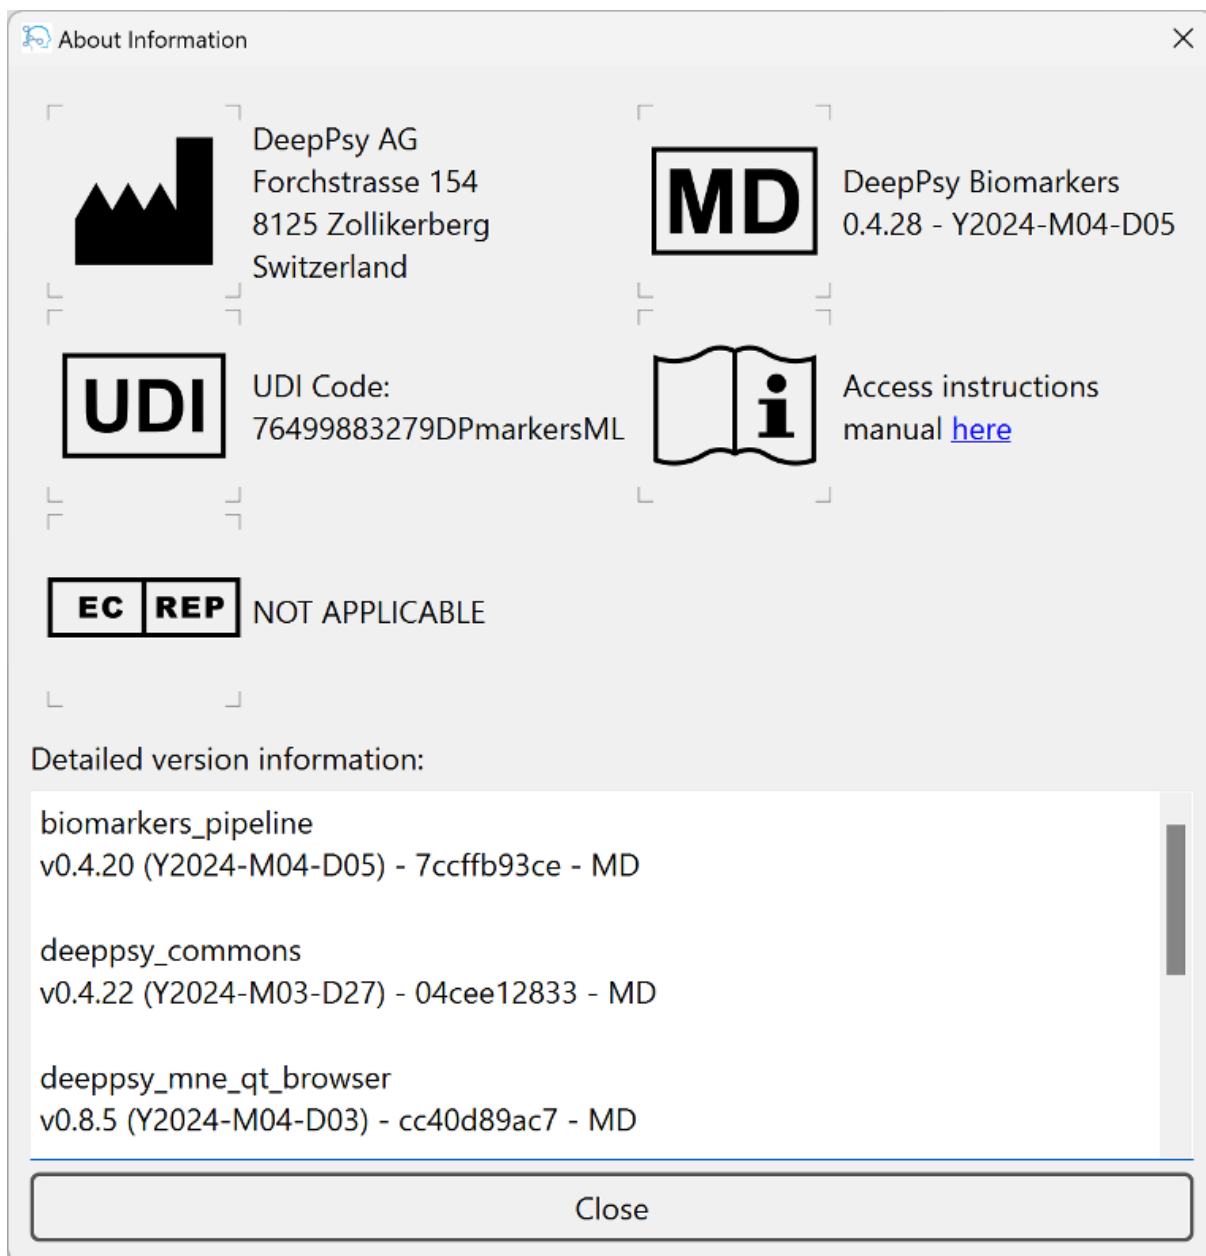 About Information
DeepPsy AG
Forchstrasse 154
8125 Zollikerberg
Switzerland
MD
DeepPsy Biomarkers
0.4.28 - Y2024-M04-D05
UDI
UDI Code:
76499883279DPmarkersML
i
Access instructions
manual here
EC REP
NOT APPLICABLE
Detailed version information:
biomarkers_pipeline
v0.4.20 (Y2024-M04-D05) - 7ccffb93ce - MD
deeppsy_commons
v0.4.22 (Y2024-M03-D27) - 04cee12833 - MD
deeppsy_mne_qt_browser
v0.8.5 (Y2024-M04-D03) - cc40d89ac7 - MD
Close